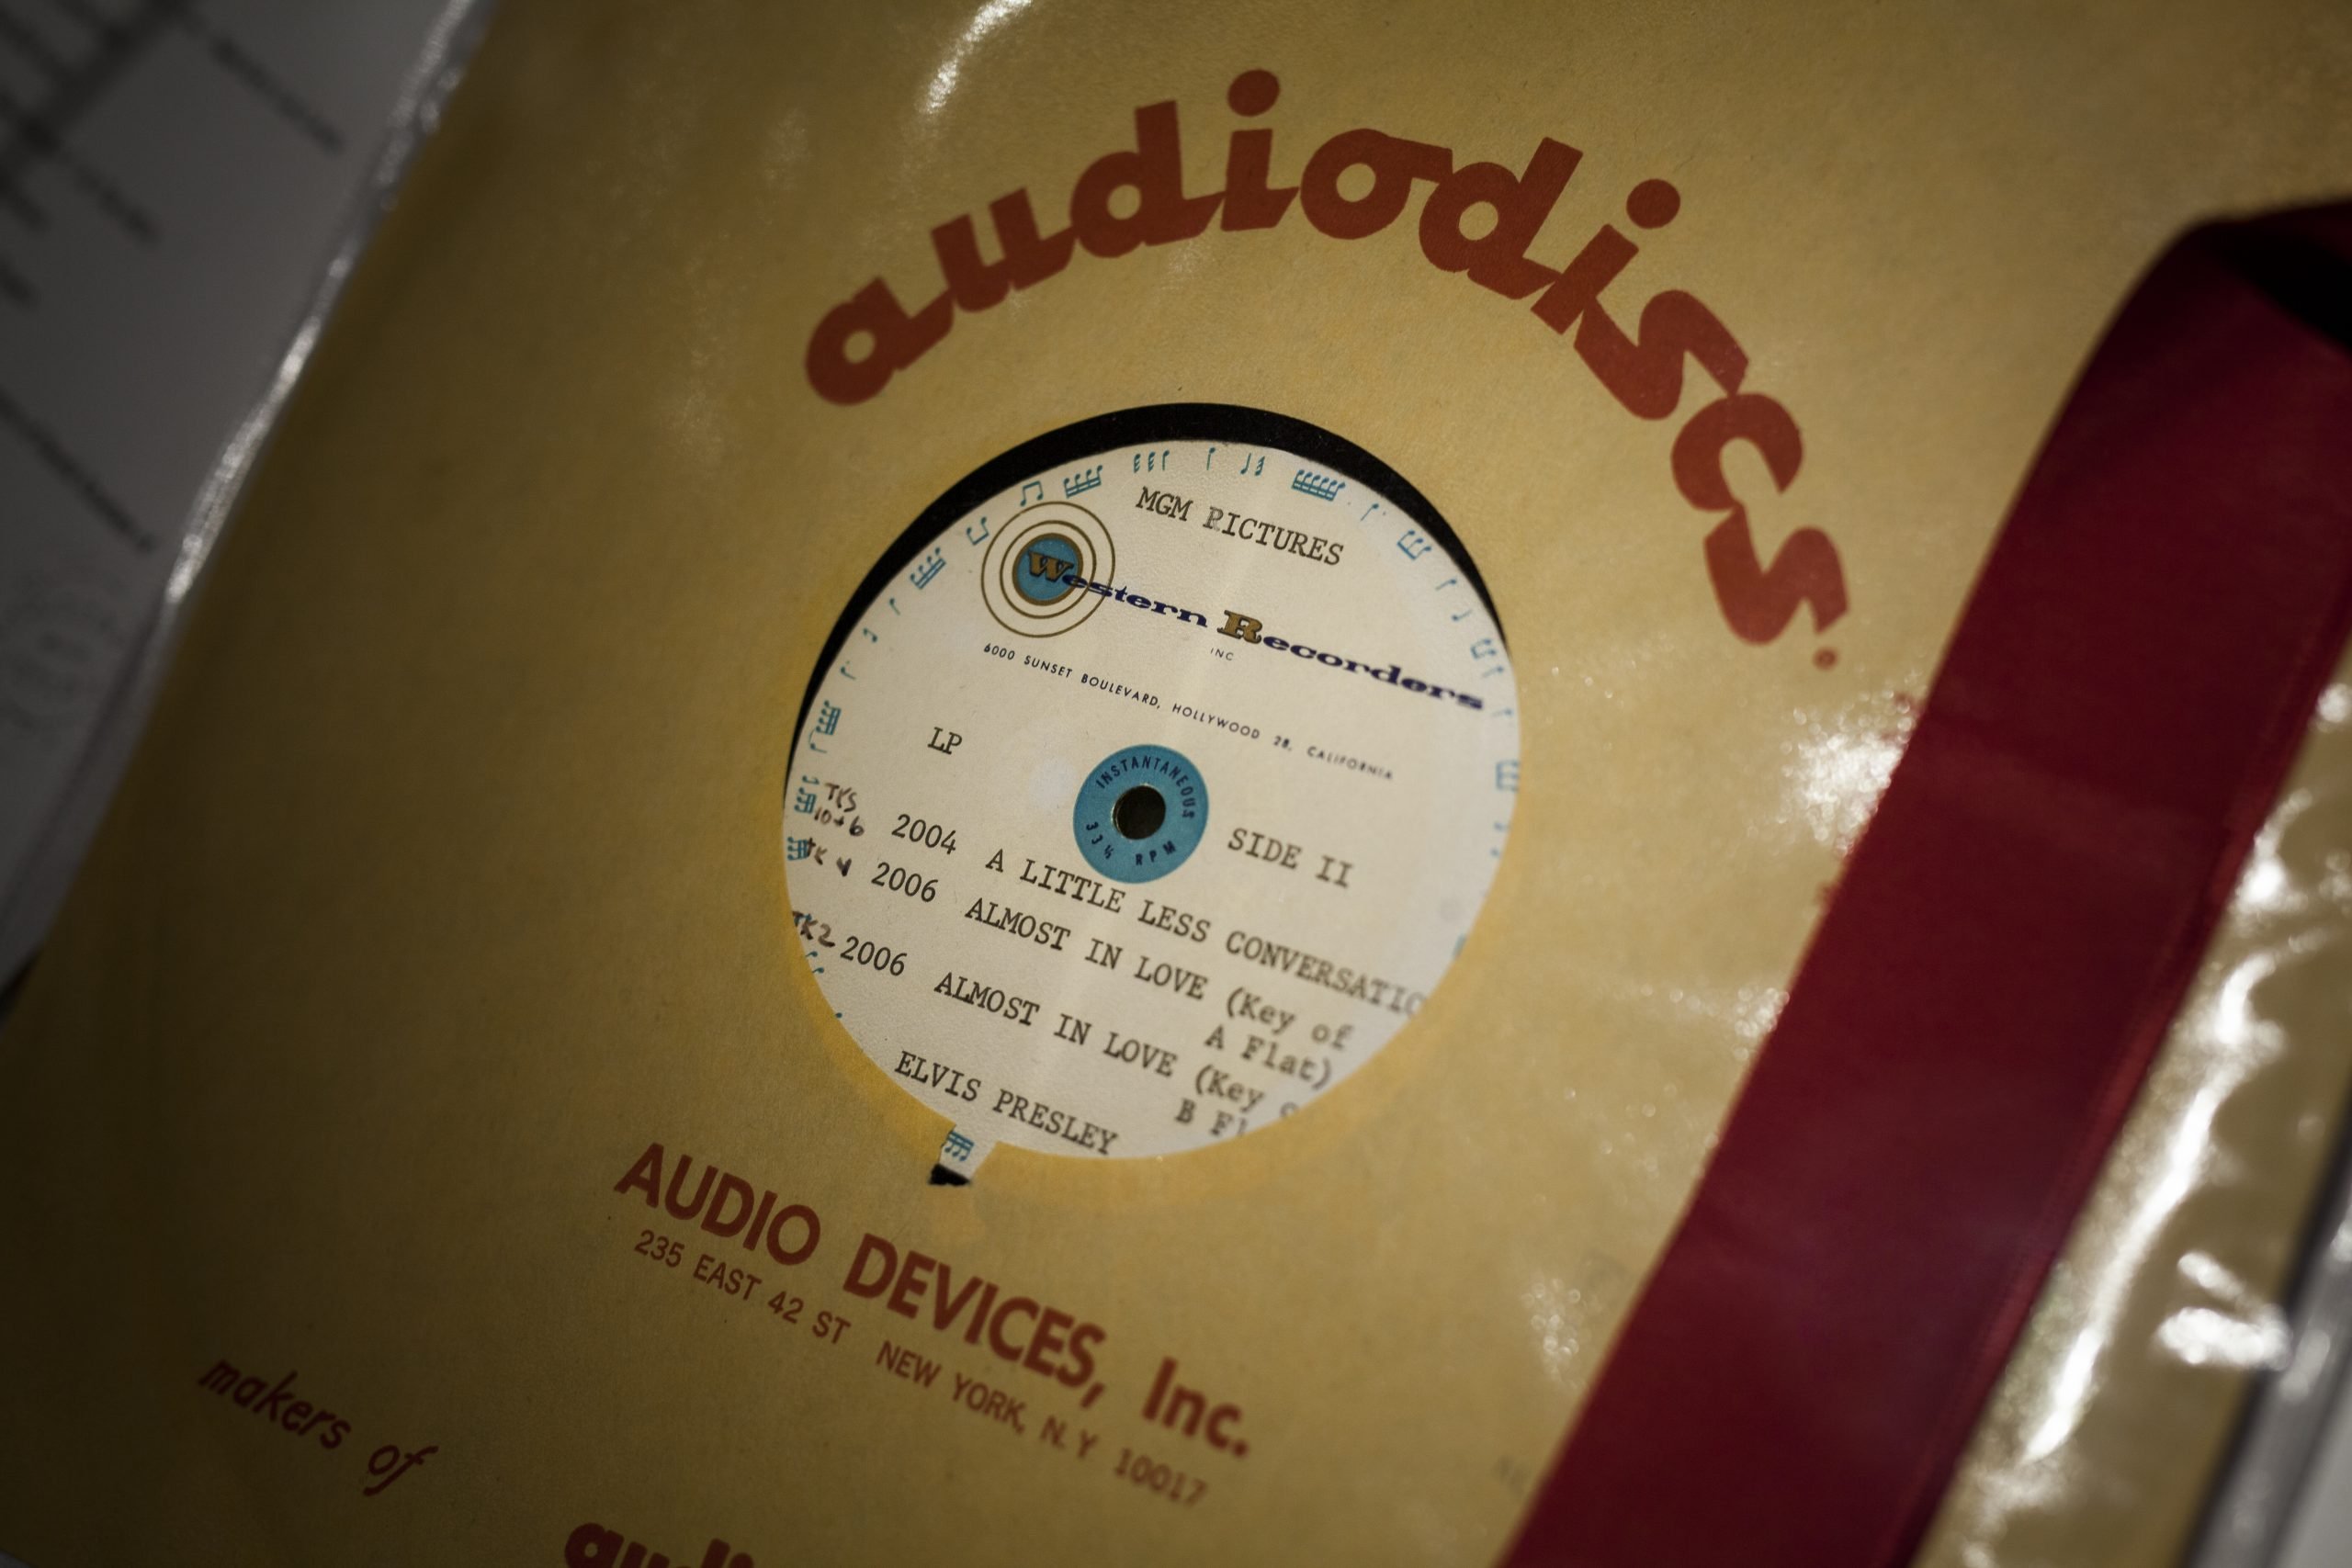 audiodiscs
MGM PICTURES
Western Recorders
INC
6000 SUNSET BOULEVARD, HOLLYWOOD 28, CALIFORNIA
LP
INSTANTANEOUS
33⅓ RPM
SIDE II
TKS
10+6
2004 A LITTLE LESS CONVERSATIO
TK 4 2006 ALMOST IN LOVE (Key of
A Flat)
TK2 2006 ALMOST IN LOVE (Key o
B Fl
ELVIS PRESLEY
AUDIO DEVICES, Inc.
235 EAST 42 ST NEW YORK, N.Y 10017
makers of
audi